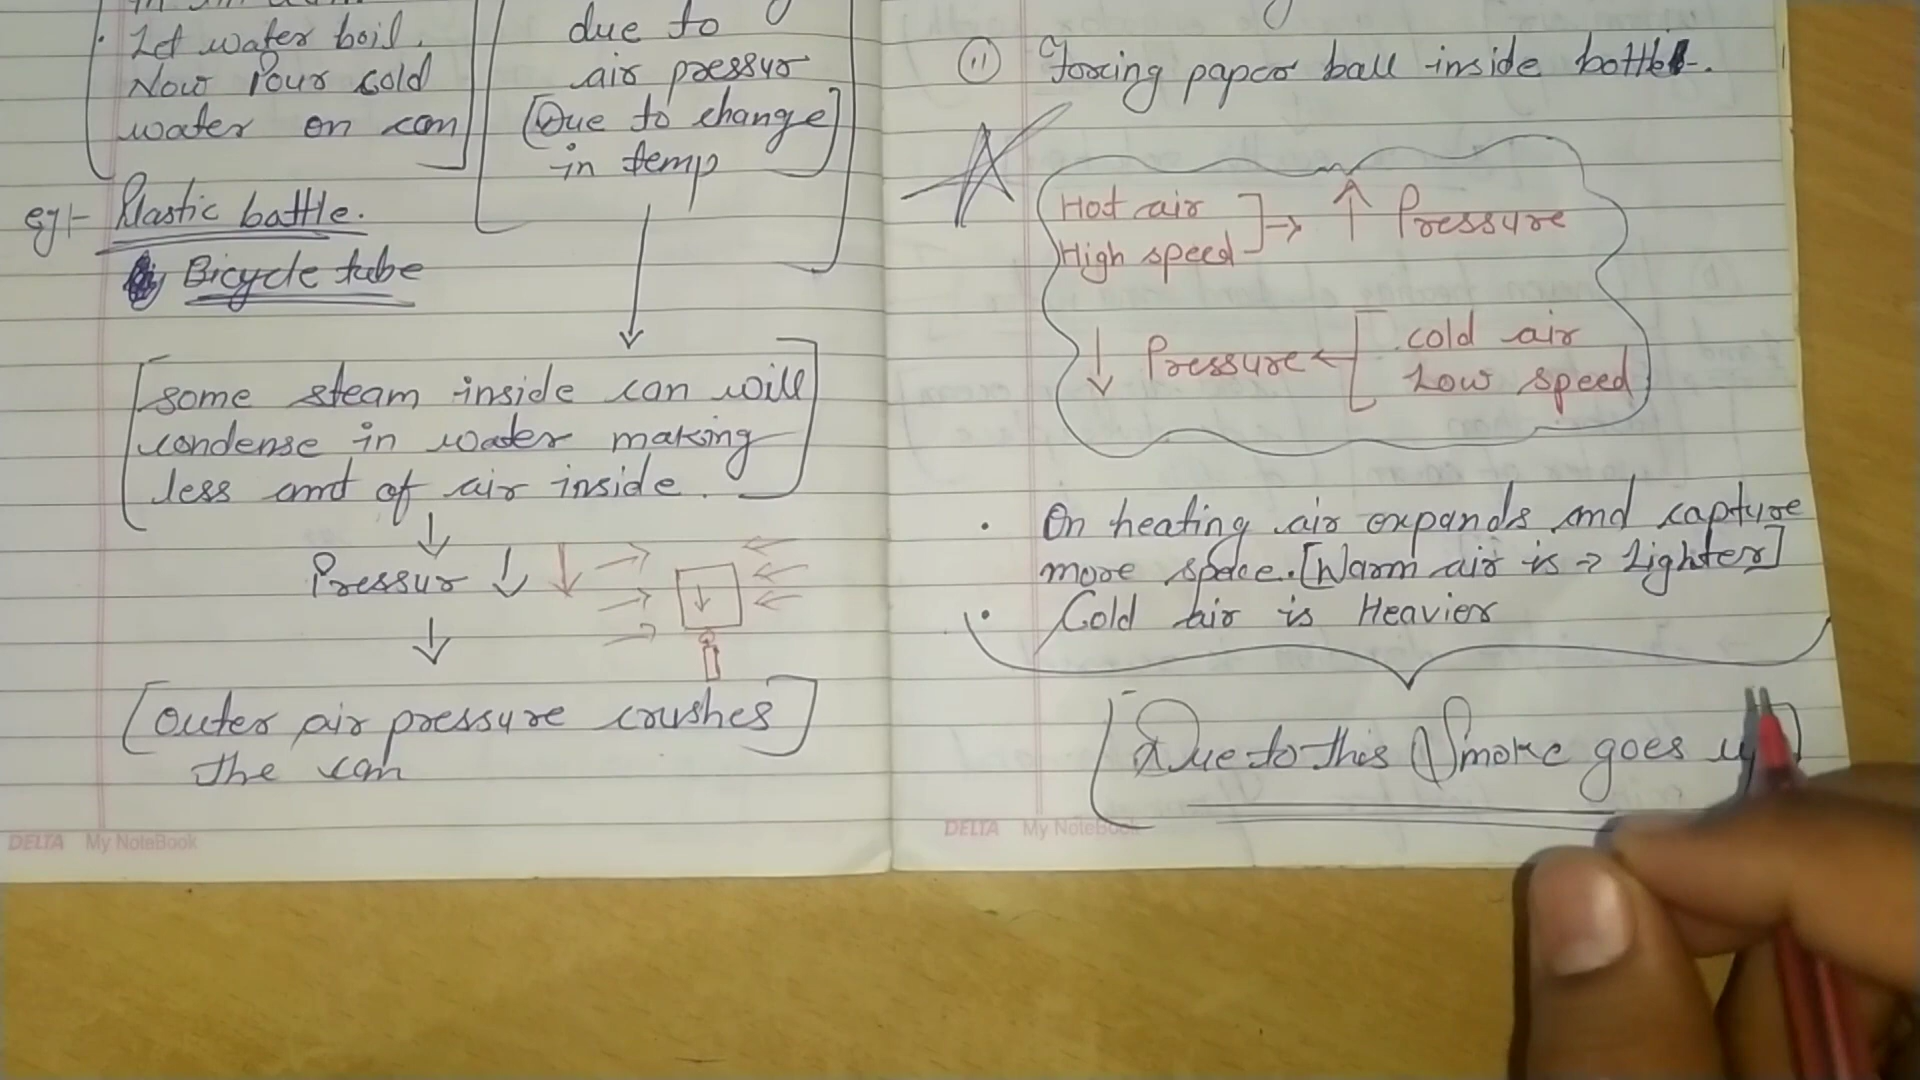 • Let water boil.
Now Pour cold
water on can
due to
air pressur
[Due to change]
in temp
eg:- Plastic bottle.
Bicycle tube
[some steam inside can will
condense in water making
less amt of air inside.]
↓
Pressur ↓ ↓
↓
[outer air pressure crushes]
the can
DELTA My NoteBook
(ii) Forcing paper ball inside bottle.
Hot air
High speed ] → ↑ Pressure
↓ Pressure ← [ cold air
Low speed
• On heating air expands and capture
more space. [Warm air is → Lighter]
• Cold air is Heavier
[Due to this Smoke goes up]
DELTA My NoteBook